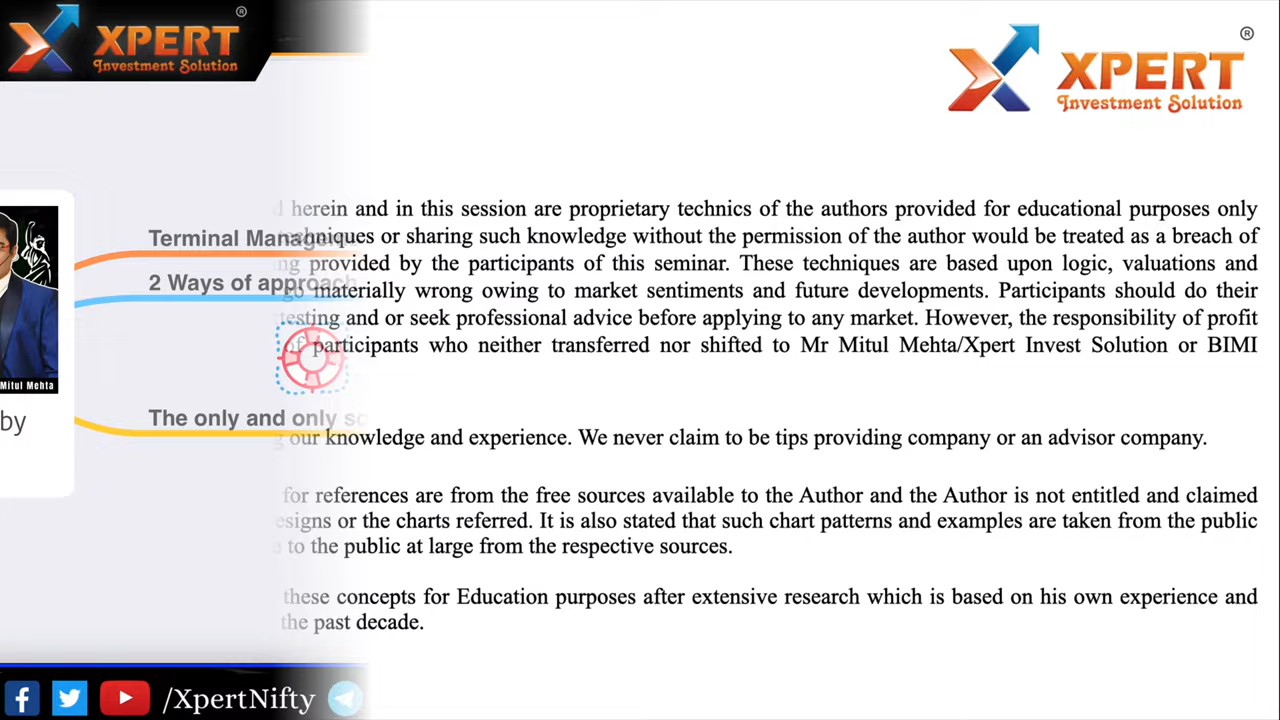 XPERT
Investment Solution
®
XPERT
Investment Solution
®
herein and in this session are proprietary technics of the authors provided for educational purposes only
Terminal Manage
techniques or sharing such knowledge without the permission of the author would be treated as a breach of
provided by the participants of this seminar. These techniques are based upon logic, valuations and
2 Ways of approach
materially wrong owing to market sentiments and future developments. Participants should do their
testing and or seek professional advice before applying to any market. However, the responsibility of profit
of participants who neither transferred nor shifted to Mr Mitul Mehta/Xpert Invest Solution or BIMI
Mitul Mehta
by
The only and only
our knowledge and experience. We never claim to be tips providing company or an advisor company.
for references are from the free sources available to the Author and the Author is not entitled and claimed
esigns or the charts referred. It is also stated that such chart patterns and examples are taken from the public
to the public at large from the respective sources.
these concepts for Education purposes after extensive research which is based on his own experience and
the past decade.
/XpertNifty